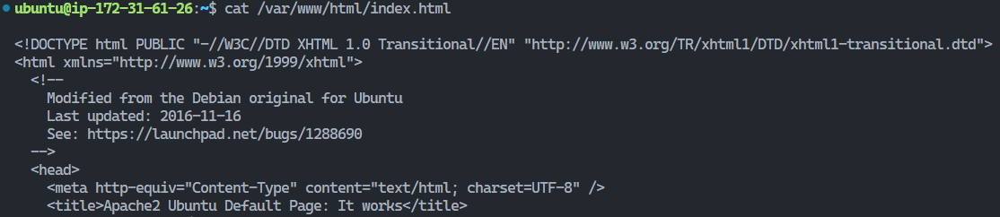 ubuntu@ip-172-31-61-26:~$ cat /var/www/html/index.html
<!DOCTYPE html PUBLIC "-//W3C//DTD XHTML 1.0 Transitional//EN" "http://www.w3.org/TR/xhtml1/DTD/xhtml1-transitional.dtd">
<html xmlns="http://www.w3.org/1999/xhtml">
<!--
Modified from the Debian original for Ubuntu
Last updated: 2016-11-16
See: https://launchpad.net/bugs/1288690
-->
<head>
<meta http-equiv="Content-Type" content="text/html; charset=UTF-8" />
<title>Apache2 Ubuntu Default Page: It works</title>